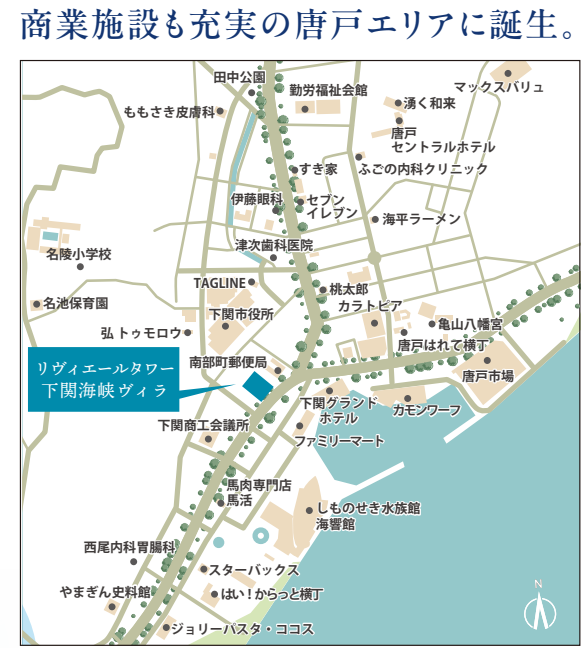 商業施設も充実の唐戸エリアに誕生。
田中公園
勤労福祉会館
マックスバリュ
ももさき皮膚科
湧く和来
唐戸
セントラルホテル
すき家
ふごの内科クリニック
伊藤眼科
セブン
イレブン
海平ラーメン
津次歯科医院
名陵小学校
TAGLINE
桃太郎
カラトピア
名池保育園
下関市役所
亀山八幡宮
弘トゥモロウ
唐戸はれて横丁
南部町郵便局
唐戸市場
リヴィエールタワー
下関海峡ヴィラ
下関グランド
ホテル
カモンワーフ
下関商工会議所
ファミリーマート
馬肉専門店
馬活
しものせき水族館
海響館
西尾内科胃腸科
スターバックス
やまぎん史料館
はい！からっと横丁
ジョリーパスタ・ココス
N